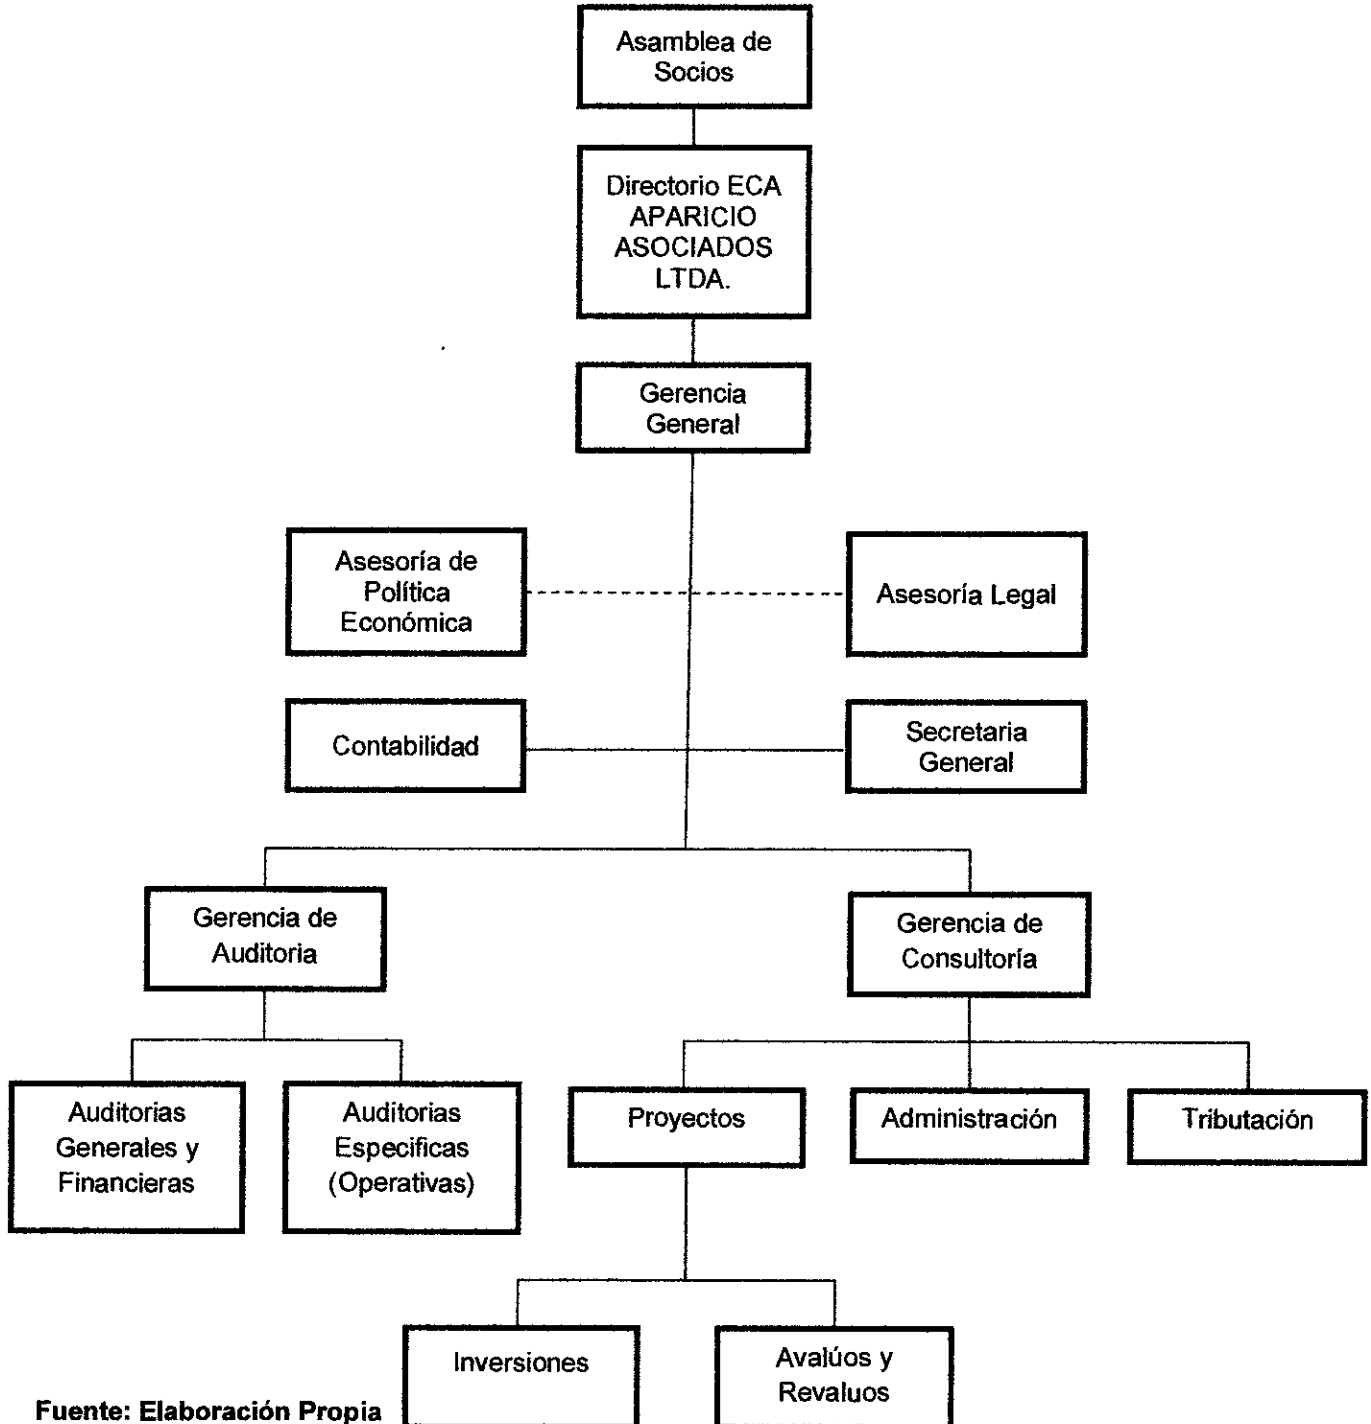 Asamblea de
Socios
Directorio ECA
APARICIO
ASOCIADOS
LTDA.
Gerencia
General
Asesoría de
Política
Económica
Asesoría Legal
Contabilidad
Secretaria
General
Gerencia de
Auditoria
Gerencia de
Consultoría
Auditorias
Generales y
Financieras
Auditorias
Especificas
(Operativas)
Proyectos
Administración
Tributación
Inversiones
Avalúos y
Revaluos
Fuente: Elaboración Propia